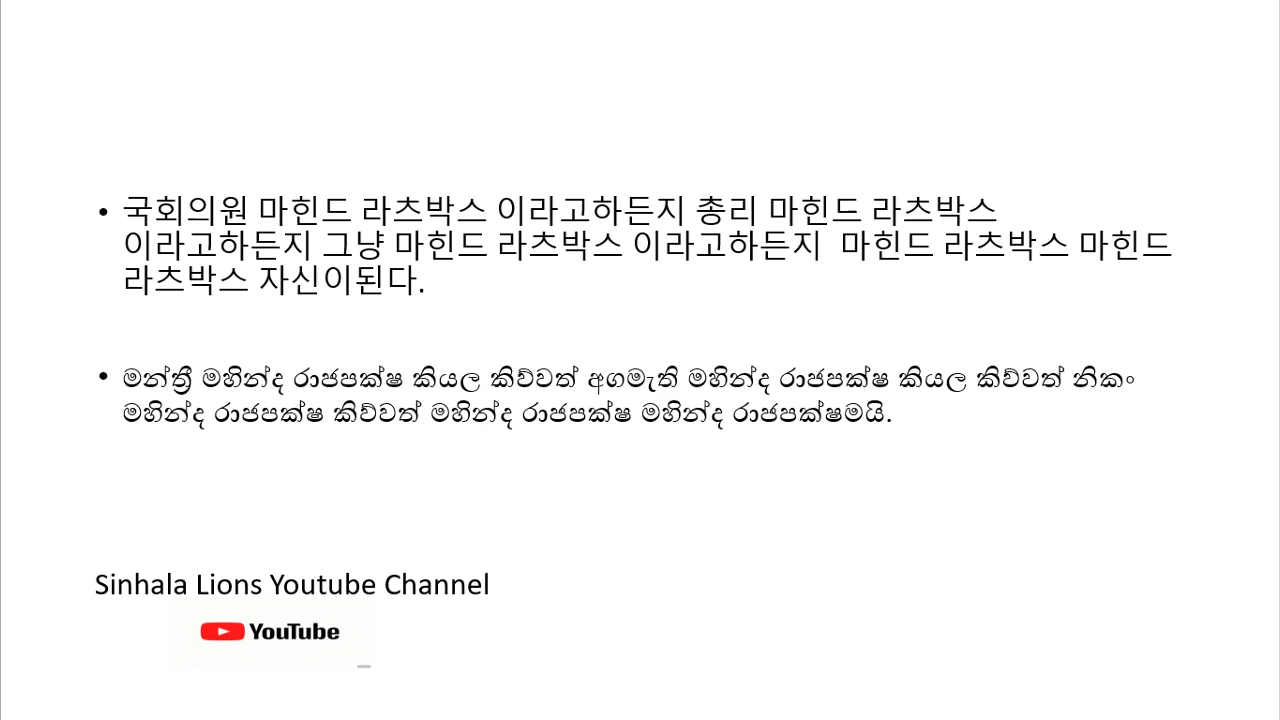 • 국회의원 마힌드 라츠박스 이라고하든지 총리 마힌드 라츠박스
이라고하든지 그냥 마힌드 라츠박스 이라고하든지  마힌드 라츠박스 마힌드
라츠박스 자신이된다.
• මන්ත්‍රී මහින්ද රාජපක්ෂ කියල කිව්වත් අගමැති මහින්ද රාජපක්ෂ කියල කිව්වත් නිකං
මහින්ද රාජපක්ෂ කිව්වත් මහින්ද රාජපක්ෂ මහින්ද රාජපක්ෂමයි.
Sinhala Lions Youtube Channel
YouTube